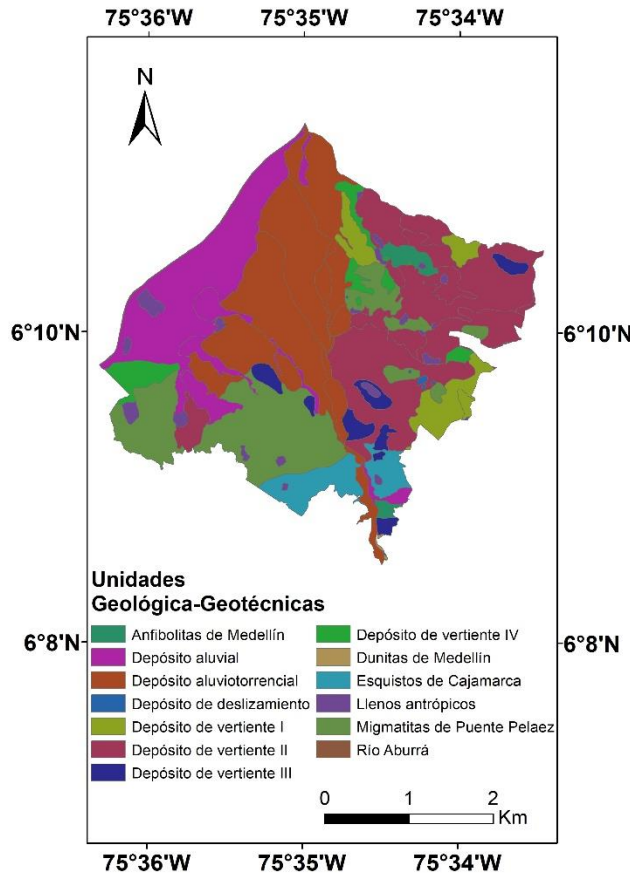 75°36'W 75°35'W 75°34'W
N
6°10'N 6°10'N
6°8'N 6°8'N
Unidades
Geológica-Geotécnicas
Anfibolitas de Medellín
Depósito aluvial
Depósito aluviotorrencial
Depósito de deslizamiento
Depósito de vertiente I
Depósito de vertiente II
Depósito de vertiente III
Depósito de vertiente IV
Dunitas de Medellín
Esquistos de Cajamarca
Llenos antrópicos
Migmatitas de Puente Pelaez
Río Aburrá
0 1 2
Km
75°36'W 75°35'W 75°34'W